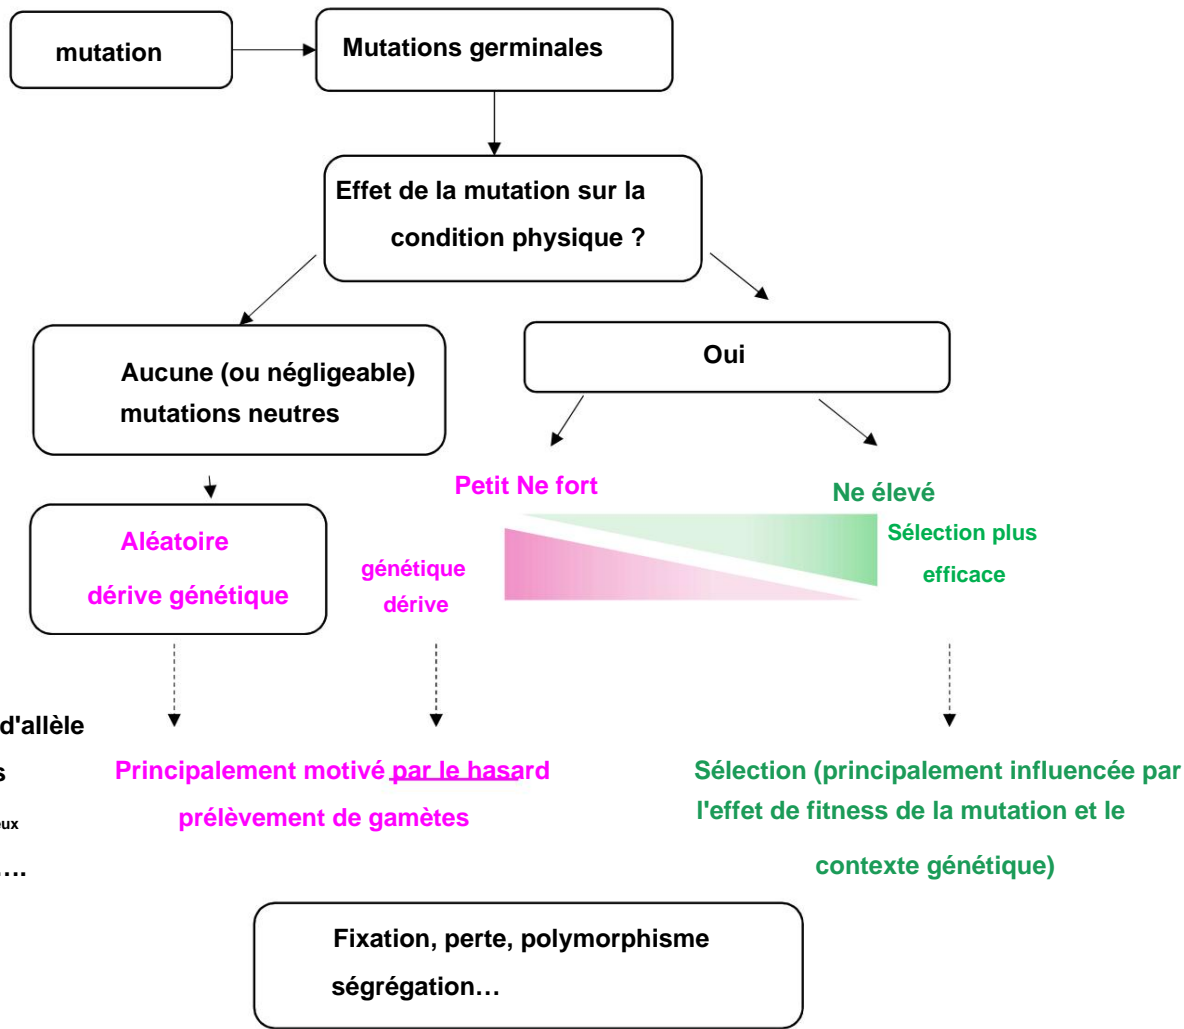 mutation
Mutations germinales
Effet de la mutation sur la
condition physique ?
Aucune (ou négligeable)
mutations neutres
Oui
Petit Ne fort
Ne élevé
Aléatoire
dérive génétique
génétique
dérive
Sélection plus
efficace
d'allèle
s
eux
….
Principalement motivé par le hasard
prélèvement de gamètes
Sélection (principalement influencée par
l'effet de fitness de la mutation et le
contexte génétique)
Fixation, perte, polymorphisme
ségrégation…